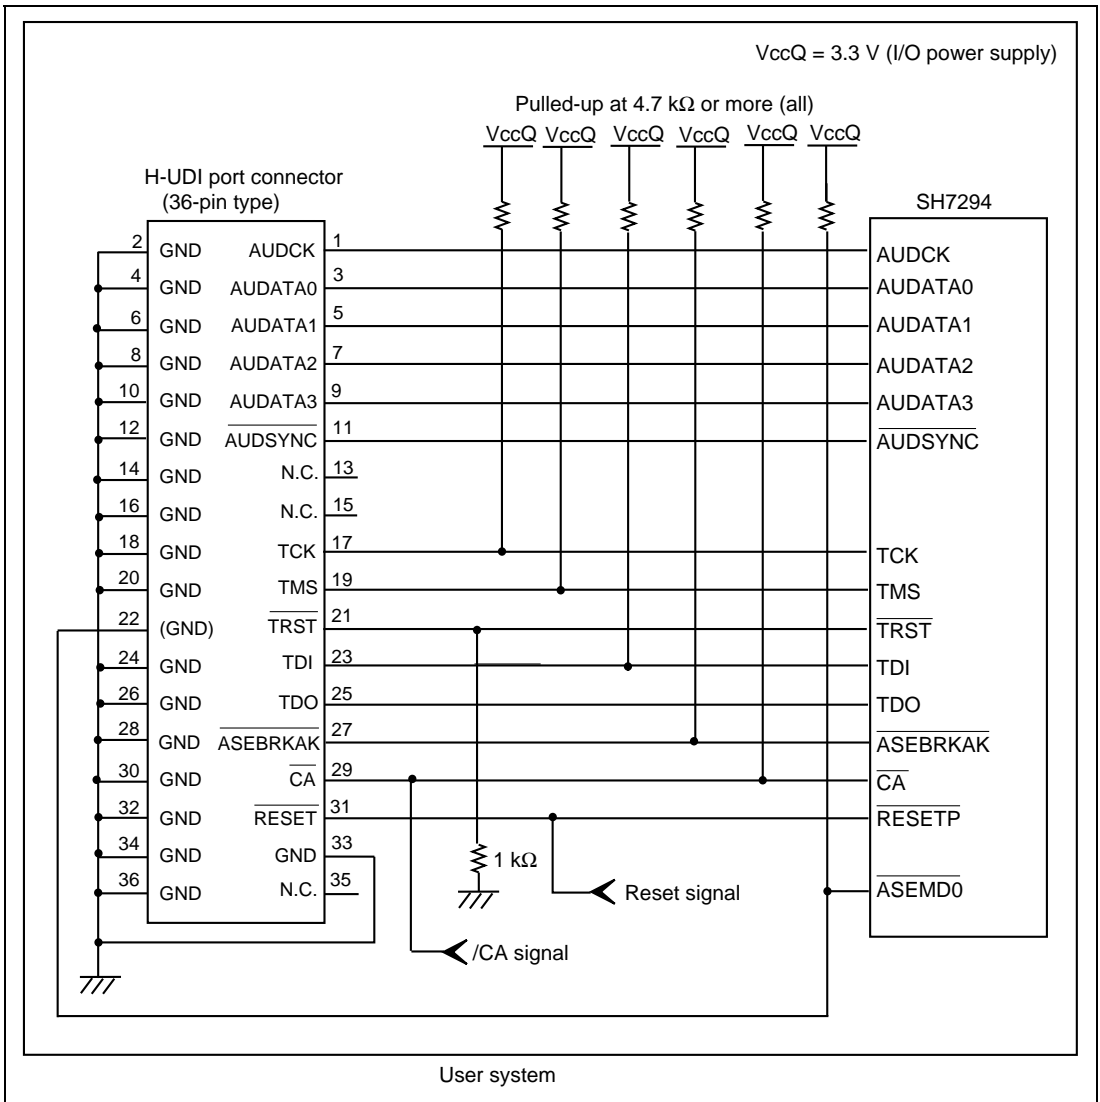 VccQ = 3.3 V (I/O power supply)
Pulled-up at 4.7 kΩ or more (all)
VccQ VccQ VccQ VccQ VccQ VccQ
H-UDI port connector
(36-pin type)
SH7294
2 GND AUDCK 1 AUDCK
4 GND AUDATA0 3 AUDATA0
6 GND AUDATA1 5 AUDATA1
8 GND AUDATA2 7 AUDATA2
10 GND AUDATA3 9 AUDATA3
12 GND AUDSYNC 11 AUDSYNC
14 GND N.C. 13
16 GND N.C. 15
18 GND TCK 17 TCK
20 GND TMS 19 TMS
22 (GND) TRST 21 TRST
24 GND TDI 23 TDI
26 GND TDO 25 TDO
28 GND ASEBRKAK 27 ASEBRKAK
30 GND CA 29 CA
32 GND RESET 31 RESETP
34 GND GND 33 1 kΩ
36 GND N.C. 35 Reset signal ASEMD0
/CA signal
User system